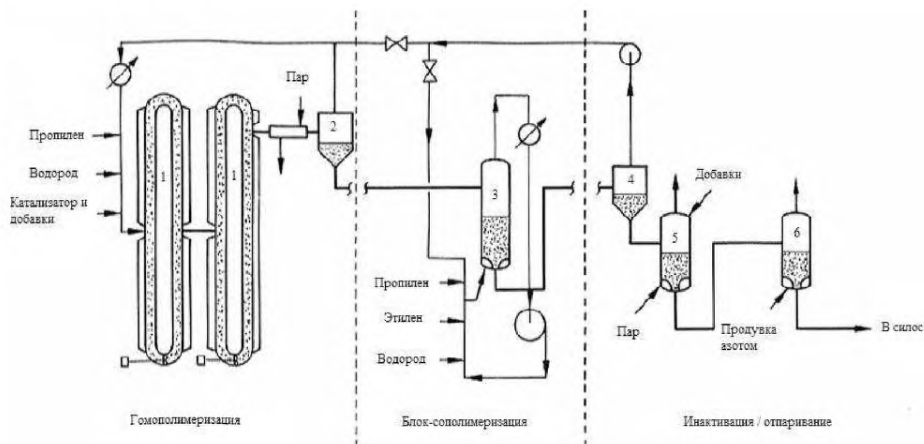 Пар
Пропилен
Водород
Катализатор и
добавки
1
1
2
3
Пропилен
Этилен
Водород
4
Добавки
5
6
Пар
Продувка
азотом
В силос
Гомополимеризация
Блок-сополимеризация
Инактивация / отпаривание